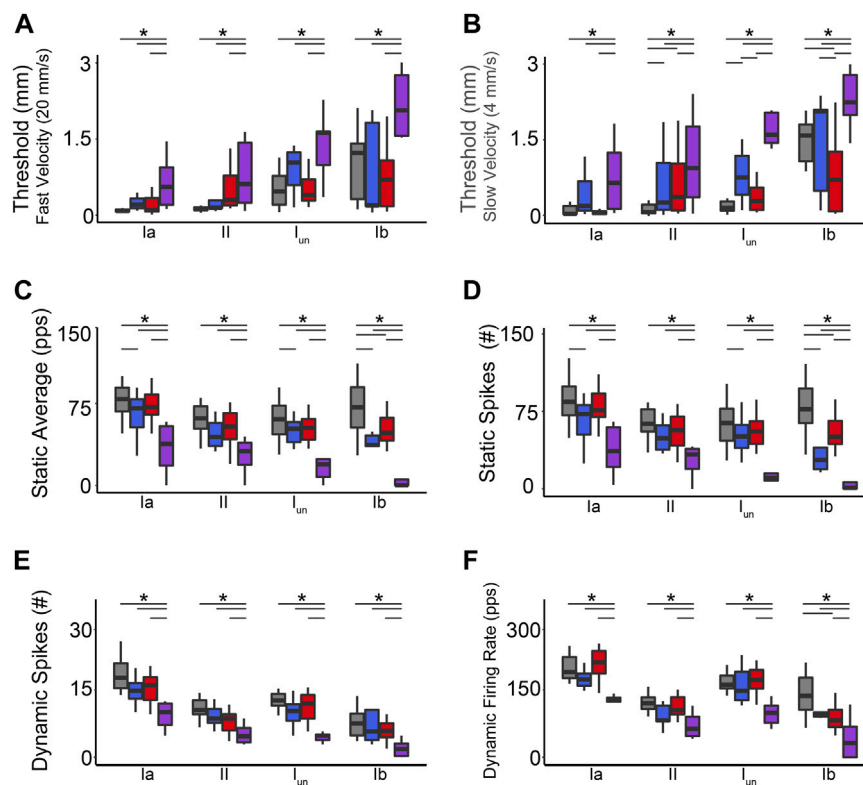 A
Threshold (mm)
Fast Velocity (20 mm/s)
3
1.5
0
* * * *
Ia II Iun Ib
B
Threshold (mm)
Slow Velocity (4 mm/s)
3
1.5
0
* * * *
Ia II Iun Ib
C
Static Average (pps)
150
75
0
* * * *
Ia II Iun Ib
D
Static Spikes (#)
150
75
0
* * * *
Ia II Iun Ib
E
Dynamic Spikes (#)
30
15
0
* * * *
Ia II Iun Ib
F
Dynamic Firing Rate (pps)
300
150
0
* * * *
Ia II Iun Ib